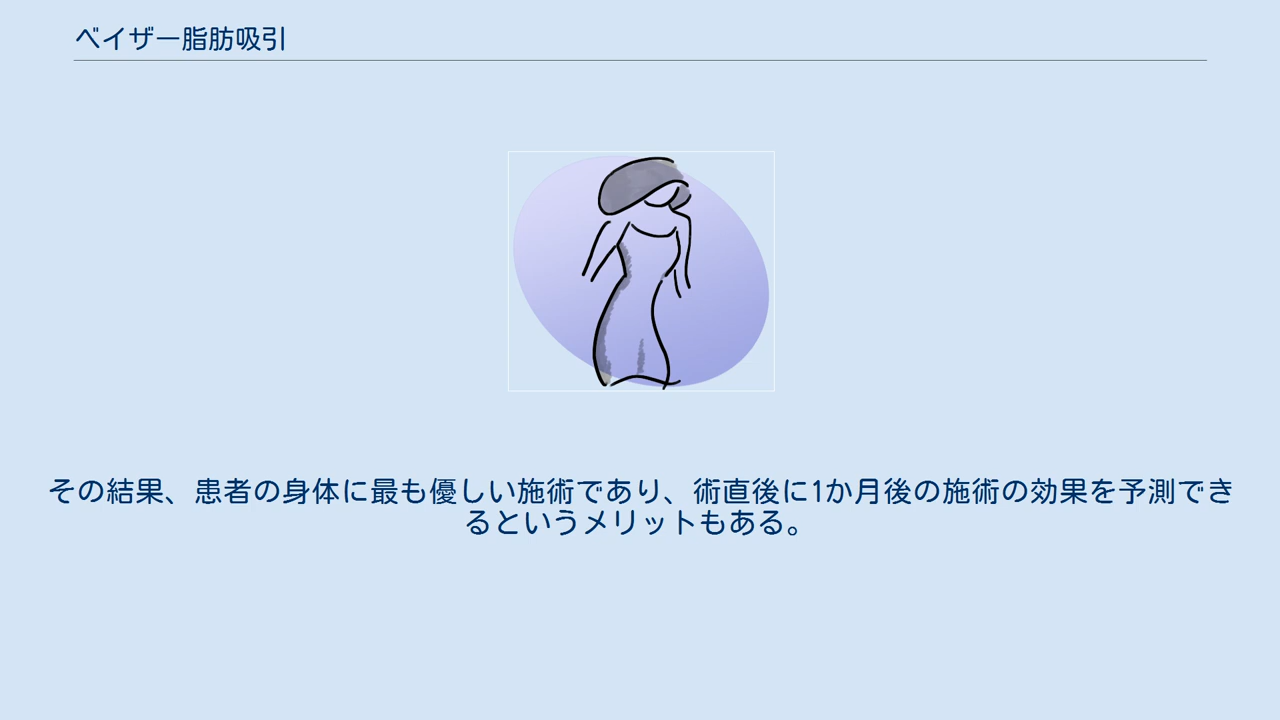 ベイザー脂肪吸引
その結果、患者の身体に最も優しい施術であり、術直後に1か月後の施術の効果を予測でき
るというメリットもある。